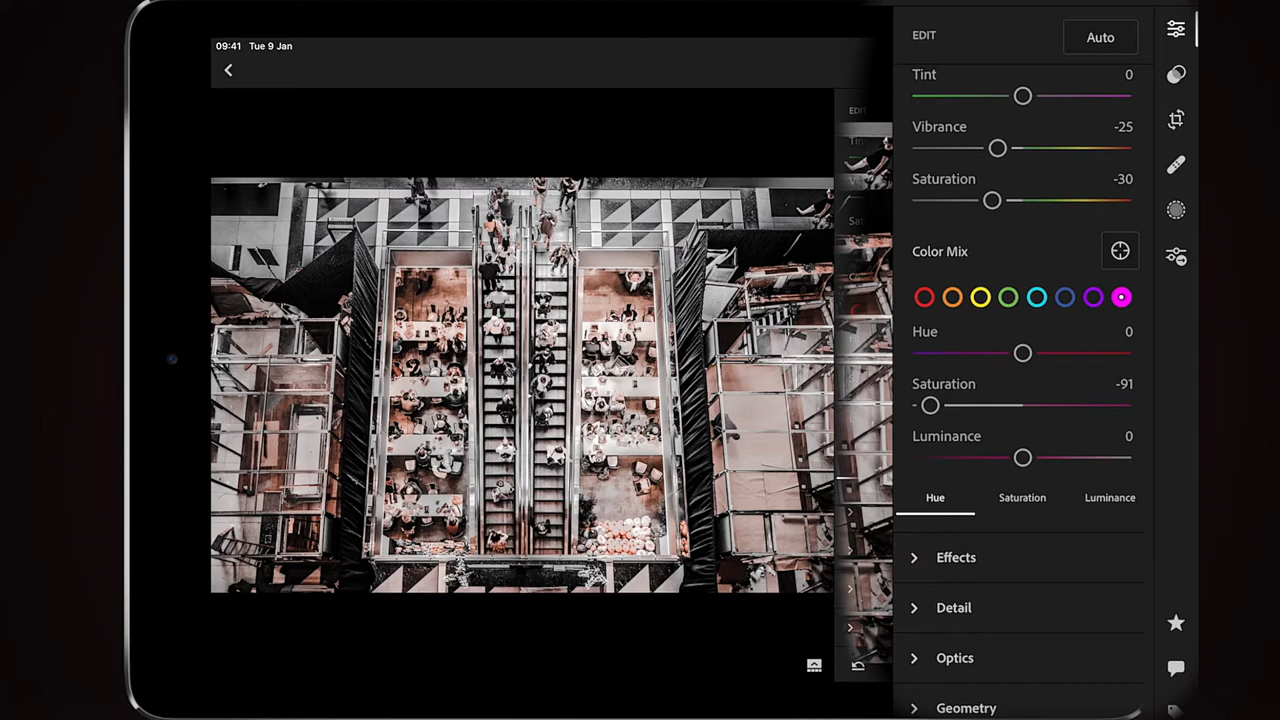 09:41 Tue 9 Jan
EDIT
Auto
EDIT
Tint 0
Vibrance -25
Saturation -30
Color Mix
Hue 0
Saturation -91
Luminance 0
Hue Saturation Luminance
Effects
Detail
Optics
Geometry